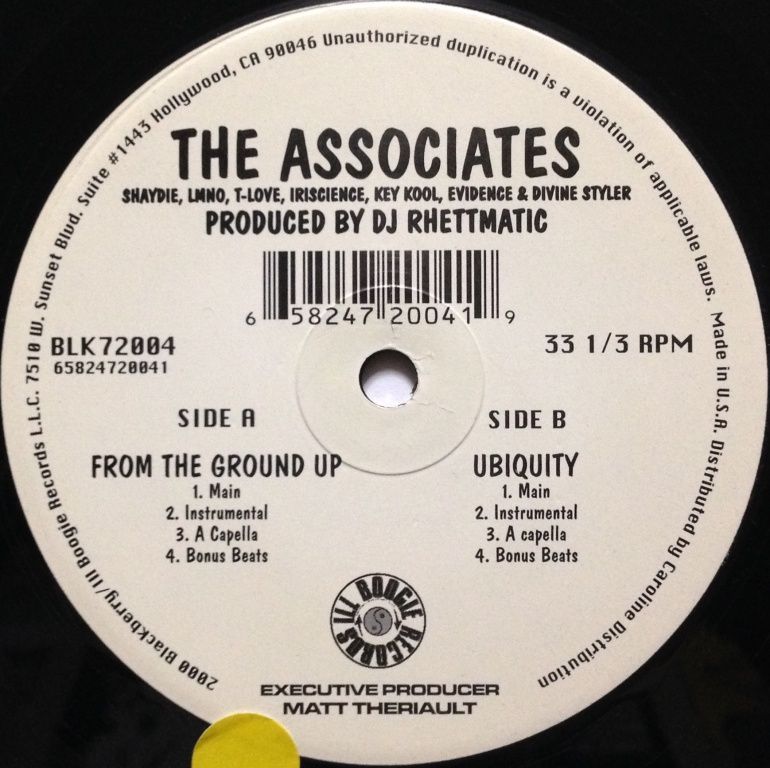 THE ASSOCIATES
SHAYDIE, LMNO, T-LOVE, IRISCIENCE, KEY KOOL, EVIDENCE & DIVINE STYLER
PRODUCED BY DJ RHETTMATIC
6 58247 20041 9
BLK72004
65824720041
33 1/3 RPM
SIDE A
FROM THE GROUND UP
1. Main
2. Instrumental
3. A Capella
4. Bonus Beats
SIDE B
UBIQUITY
1. Main
2. Instrumental
3. A capella
4. Bonus Beats
ILL BOOGIE RECORDS
EXECUTIVE PRODUCER
MATT THERIAULT
2000 Blackberry/Ill Boogie Records L.L.C. 7510 W. Sunset Blvd. Suite #1443 Hollywood, CA 90046 Unauthorized duplication is a violation of applicable laws. Made in U.S.A. Distributed by Caroline Distribution